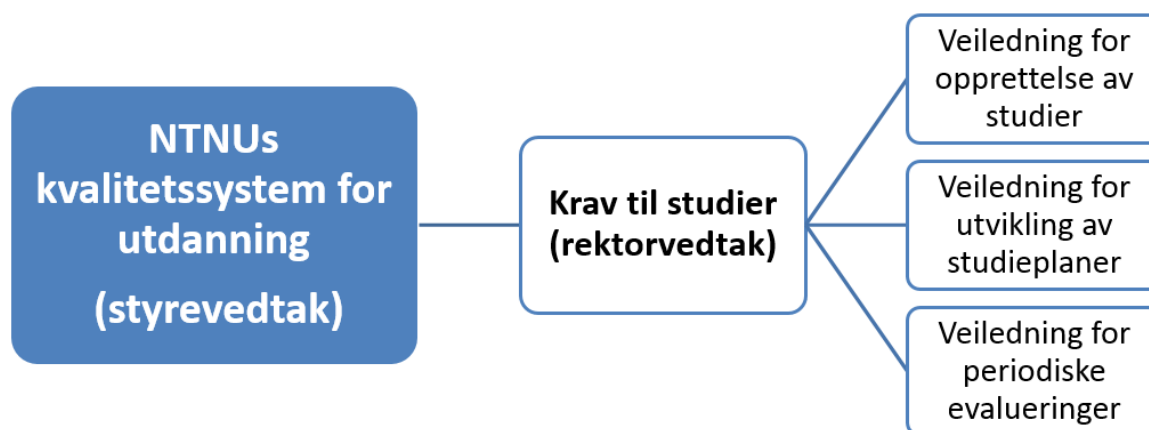 NTNUs
kvalitetssystem for
utdanning
(styrevedtak)
Krav til studier
(rektorvedtak)
Veiledning for
opprettelse av
studier
Veiledning for
utvikling av
studieplaner
Veiledning for
periodiske
evalueringer